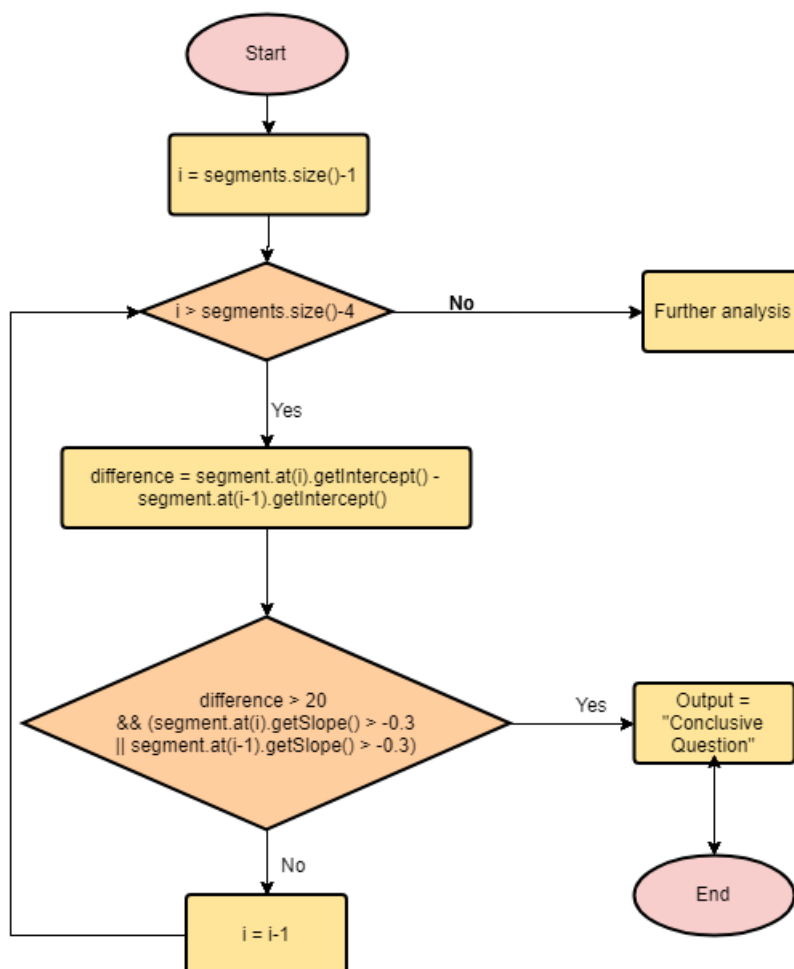 Start
i = segments.size()-1
i > segments.size()-4
No
Further analysis
Yes
difference = segment.at(i).getIntercept() -
segment.at(i-1).getIntercept()
difference > 20
&& (segment.at(i).getSlope() > -0.3
|| segment.at(i-1).getSlope() > -0.3)
Yes
Output =
"Conclusive
Question"
No
End
i = i-1